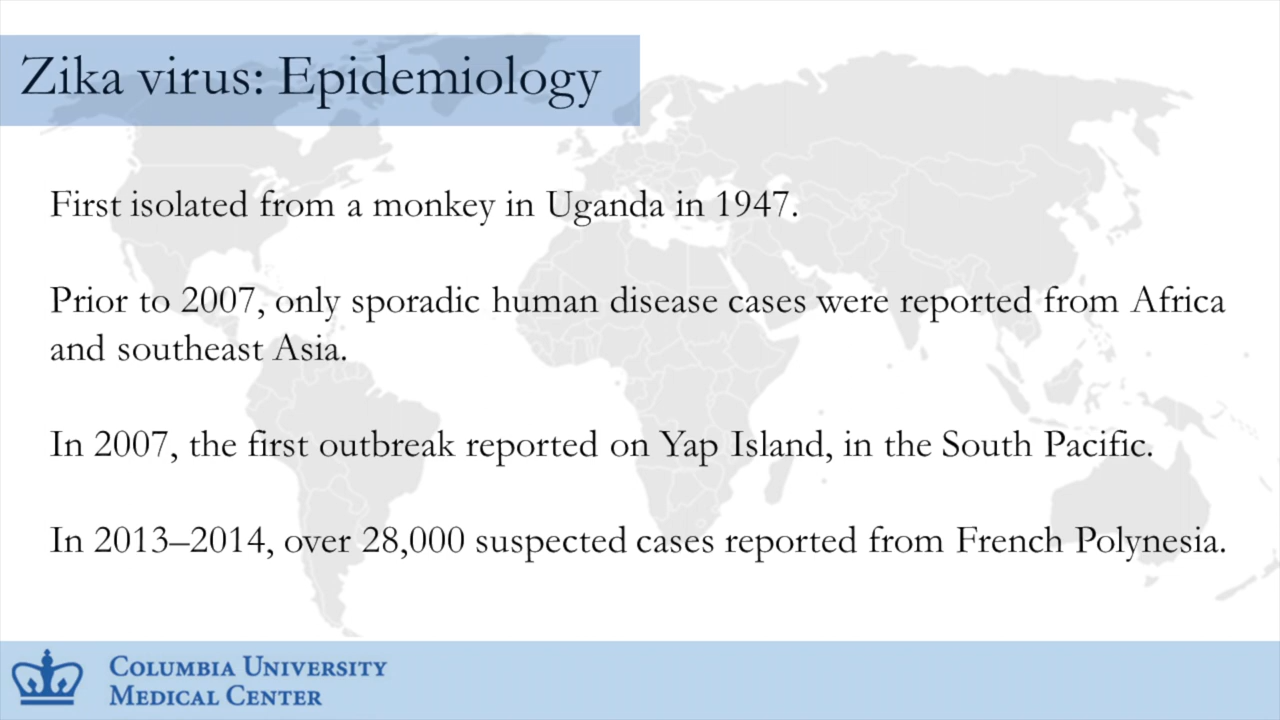 Zika virus: Epidemiology
First isolated from a monkey in Uganda in 1947.
Prior to 2007, only sporadic human disease cases were reported from Africa
and southeast Asia.
In 2007, the first outbreak reported on Yap Island, in the South Pacific.
In 2013–2014, over 28,000 suspected cases reported from French Polynesia.
COLUMBIA UNIVERSITY
MEDICAL CENTER